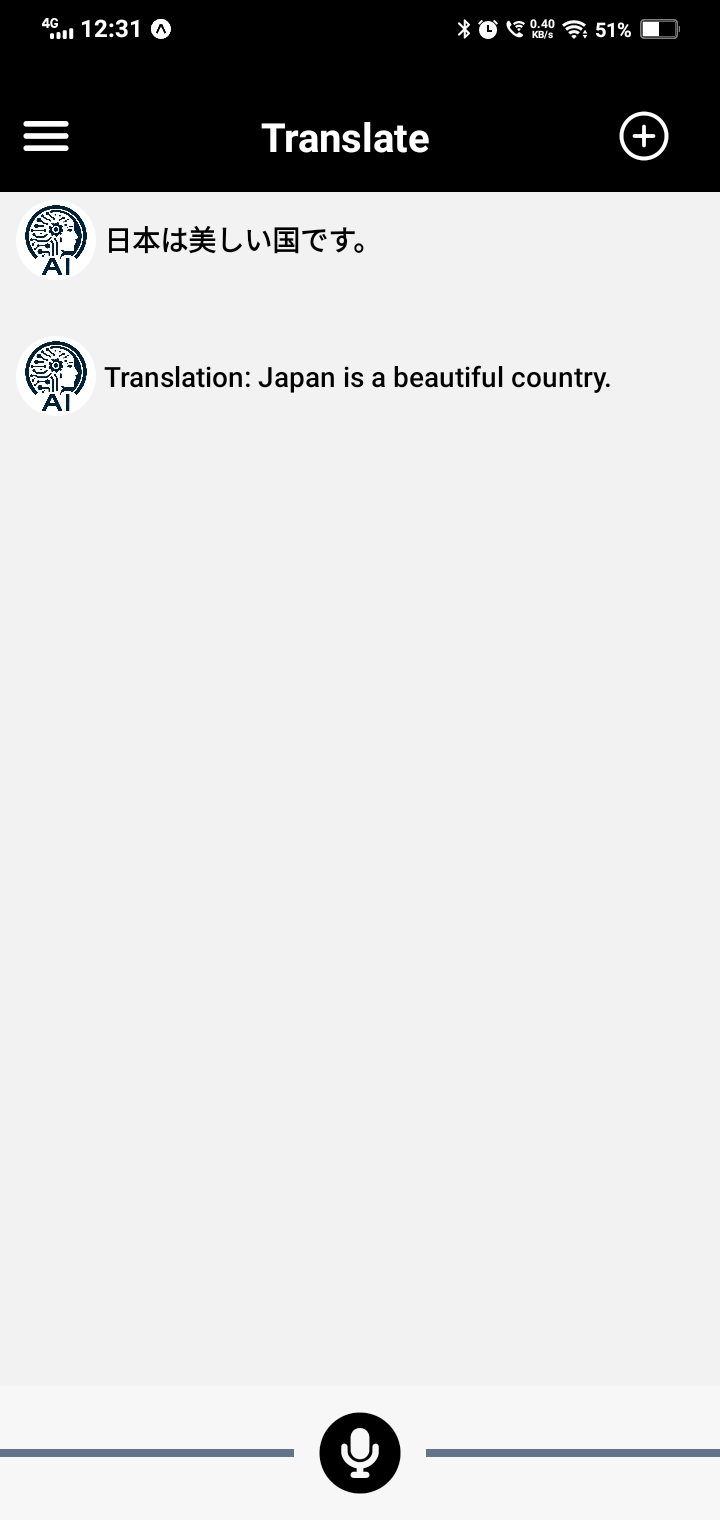 4G 12:31 0.40 KB/s 51%
Translate
AI 日本は美しい国です。
AI Translation: Japan is a beautiful country.